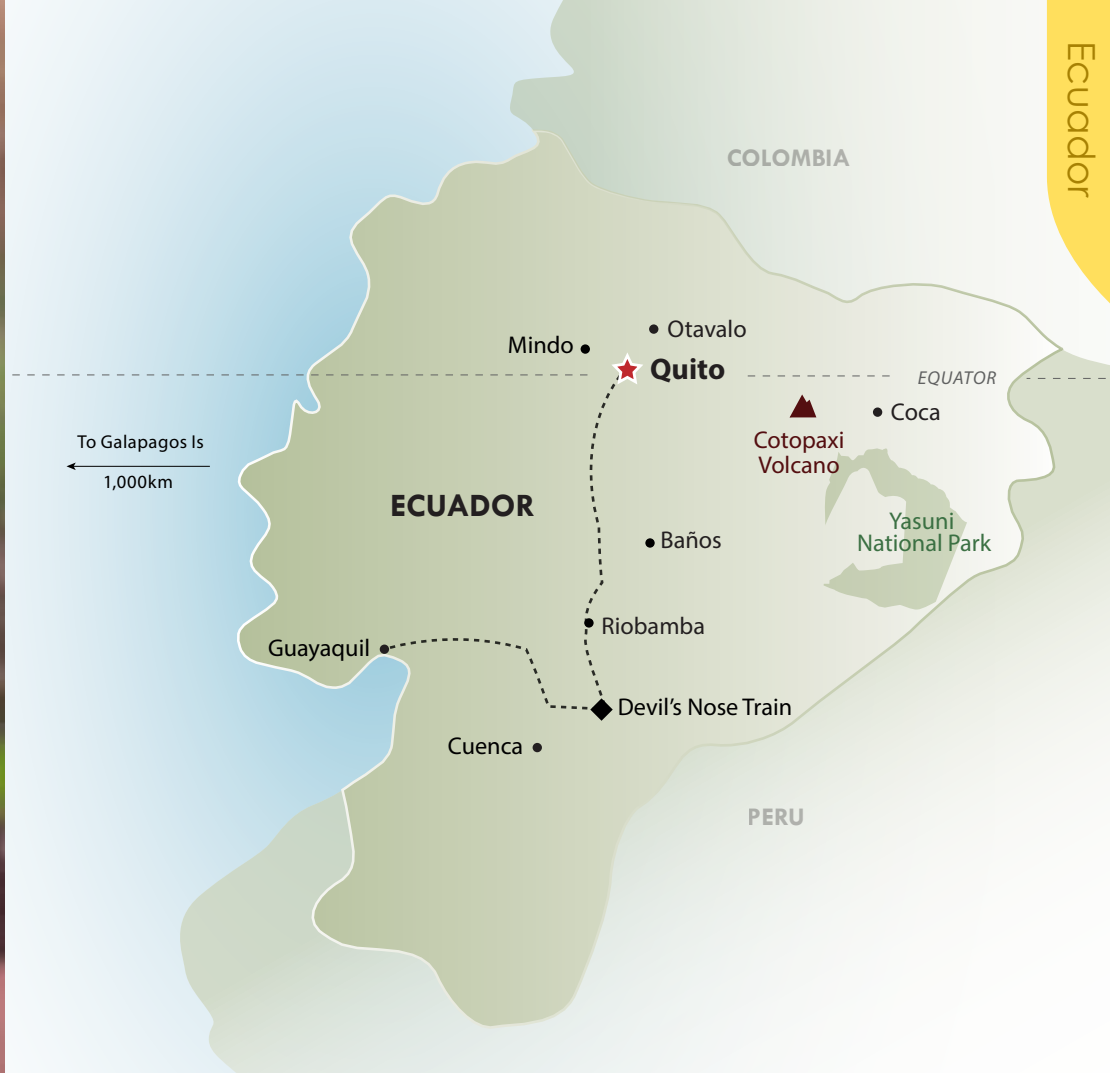 Ecuador
COLOMBIA
Otavalo
Mindo
Quito
EQUATOR
Coca
Cotopaxi
Volcano
To Galapagos Is
1,000km
ECUADOR
Yasuni
National Park
Baños
Riobamba
Guayaquil
Devil's Nose Train
Cuenca
PERU